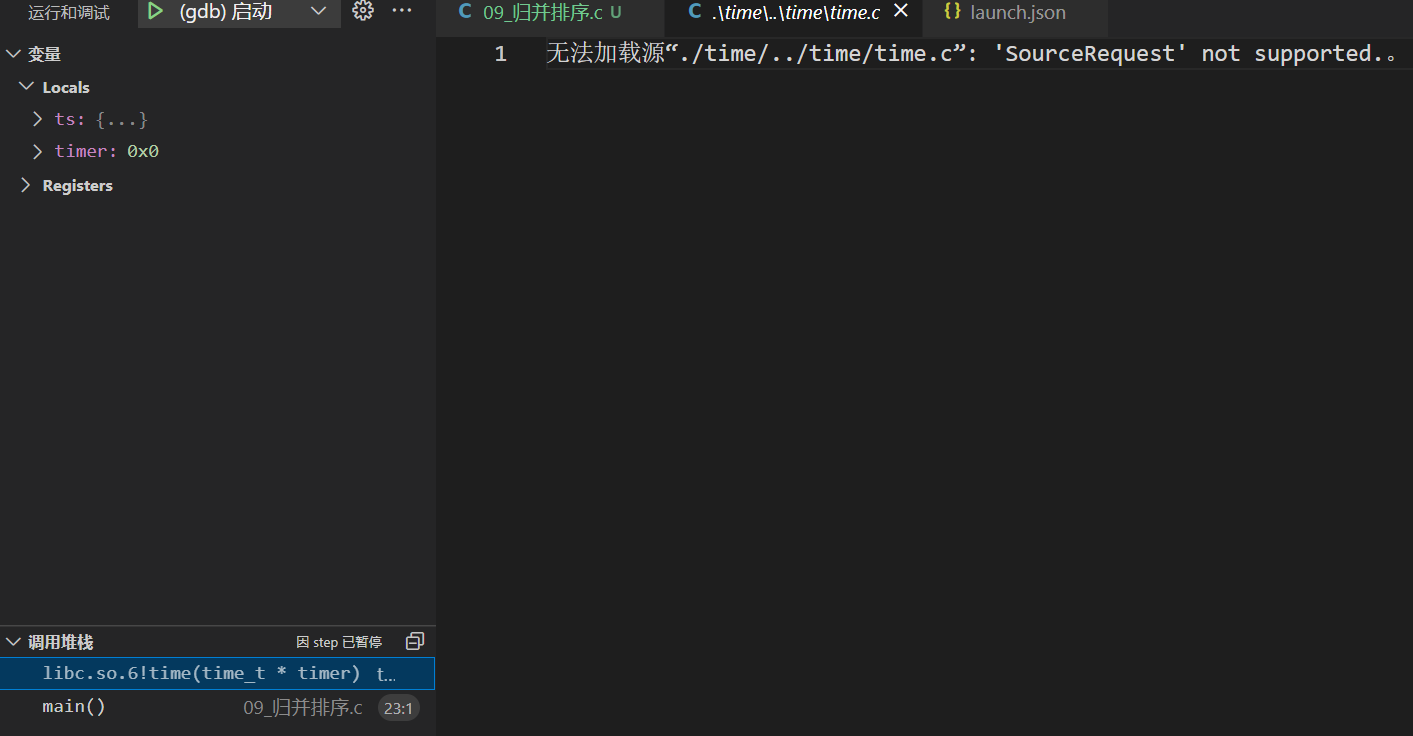 运行和调试 (gdb) 启动 ···
变量
Locals
ts: {...}
timer: 0x0
Registers
调用堆栈 因 step 已暂停
libc.so.6!time(time_t * timer) t…
main() 09_归并排序.c 23:1
C 09_归并排序.c U C .\time\..\time\time.c {} launch.json
1 无法加载源“./time/../time/time.c”: 'SourceRequest' not supported.。